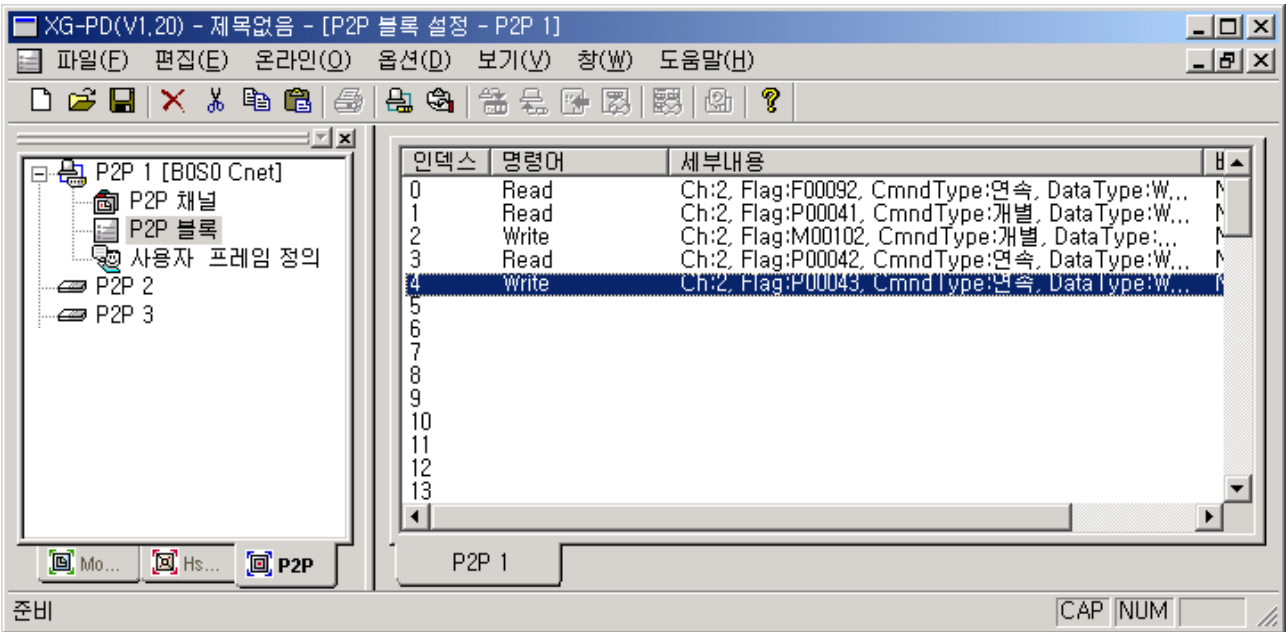 XG-PD(V1,20) - 제목없음 - [P2P 블록 설정 - P2P 1]
파일(F) 편집(E) 온라인(O) 옵션(D) 보기(V) 창(W) 도움말(H)
P2P 1 [B0S0 Cnet]
P2P 채널
P2P 블록
사용자 프레임 정의
P2P 2
P2P 3
Mo... Hs... P2P
인덱스 명령어 세부내용
0 Read Ch:2, Flag:F00092, CmndType:연속, DataType:W...
1 Read Ch:2, Flag:P00041, CmndType:개별, DataType:W...
2 Write Ch:2, Flag:M00102, CmndType:개별, DataType:...
3 Read Ch:2, Flag:P00042, CmndType:연속, DataType:W...
4 Write Ch:2, Flag:P00043, CmndType:연속, DataType:W...
5
6
7
8
9
10
11
12
13
P2P 1
준비 CAP NUM